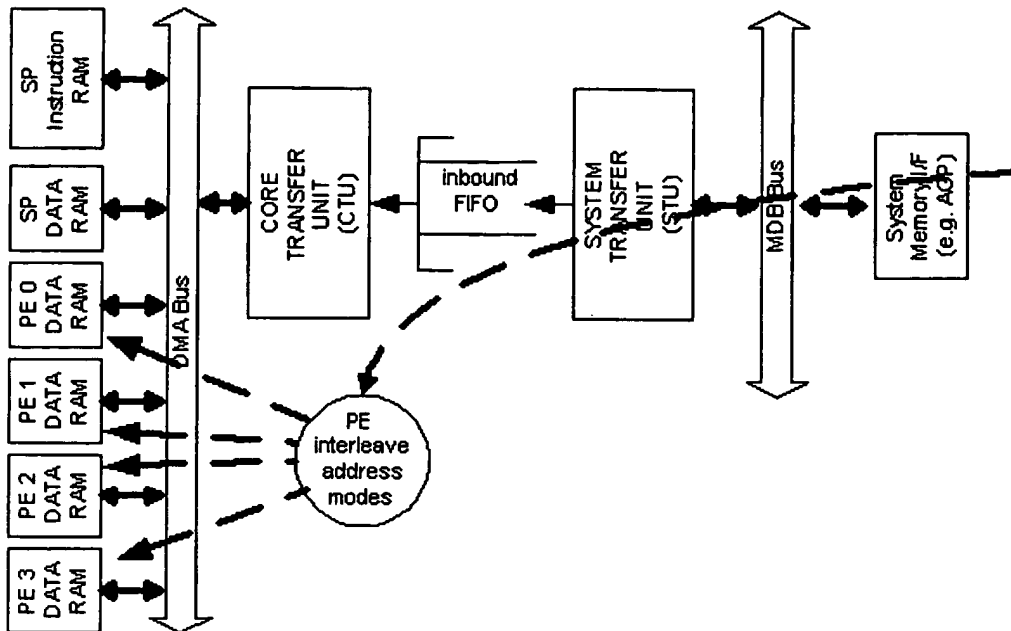 SP
Instruction
RAM
SP
DATA
RAM
PE 0
DATA
RAM
PE 1
DATA
RAM
PE 2
DATA
RAM
PE 3
DATA
RAM
DMA Bus
CORE
TRANSFER
UNIT
(CTU)
inbound
FIFO
SYSTEM
TRANSFER
UNIT
(STU)
MDB Bus
System
Memory I/F
(e.g. AGP)
PE
interleave
address
modes